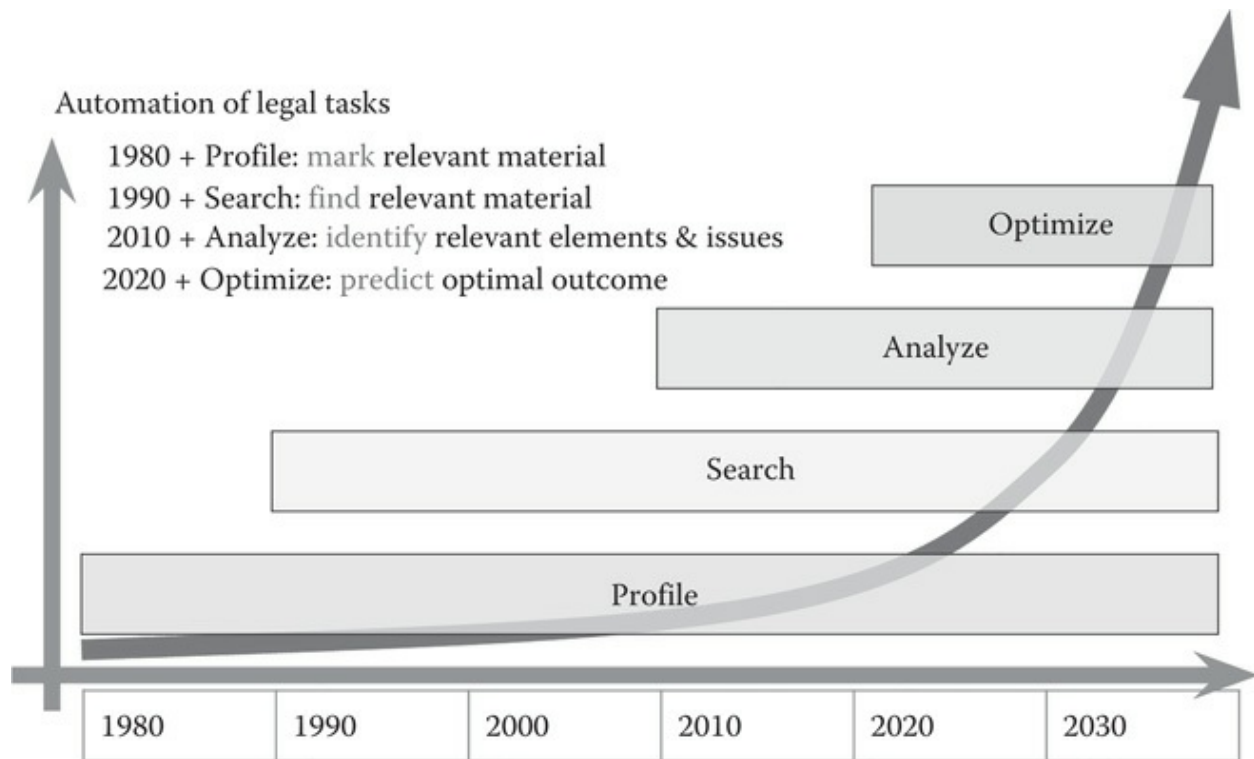 Automation of legal tasks
1980 + Profile: mark relevant material
1990 + Search: find relevant material
2010 + Analyze: identify relevant elements & issues
2020 + Optimize: predict optimal outcome
Optimize
Analyze
Search
Profile
1980 1990 2000 2010 2020 2030